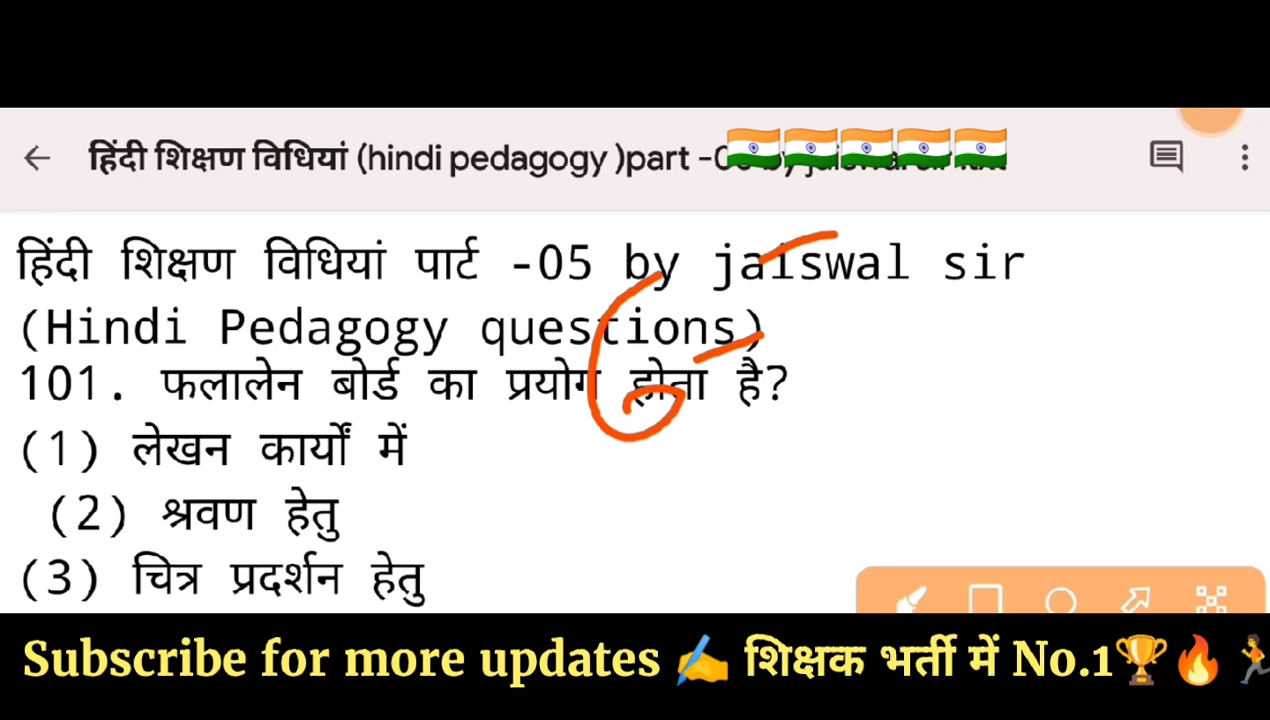 हिंदी शिक्षण विधियां (hindi pedagogy )part -0
हिंदी शिक्षण विधियां पार्ट -05 by jaiswal sir
(Hindi Pedagogy questions)
101. फलालेन बोर्ड का प्रयोग होता है?
(1) लेखन कार्यों में
(2) श्रवण हेतु
(3) चित्र प्रदर्शन हेतु
Subscribe for more updates ✍️ शिक्षक भर्ती में No.1🏆🔥🏃